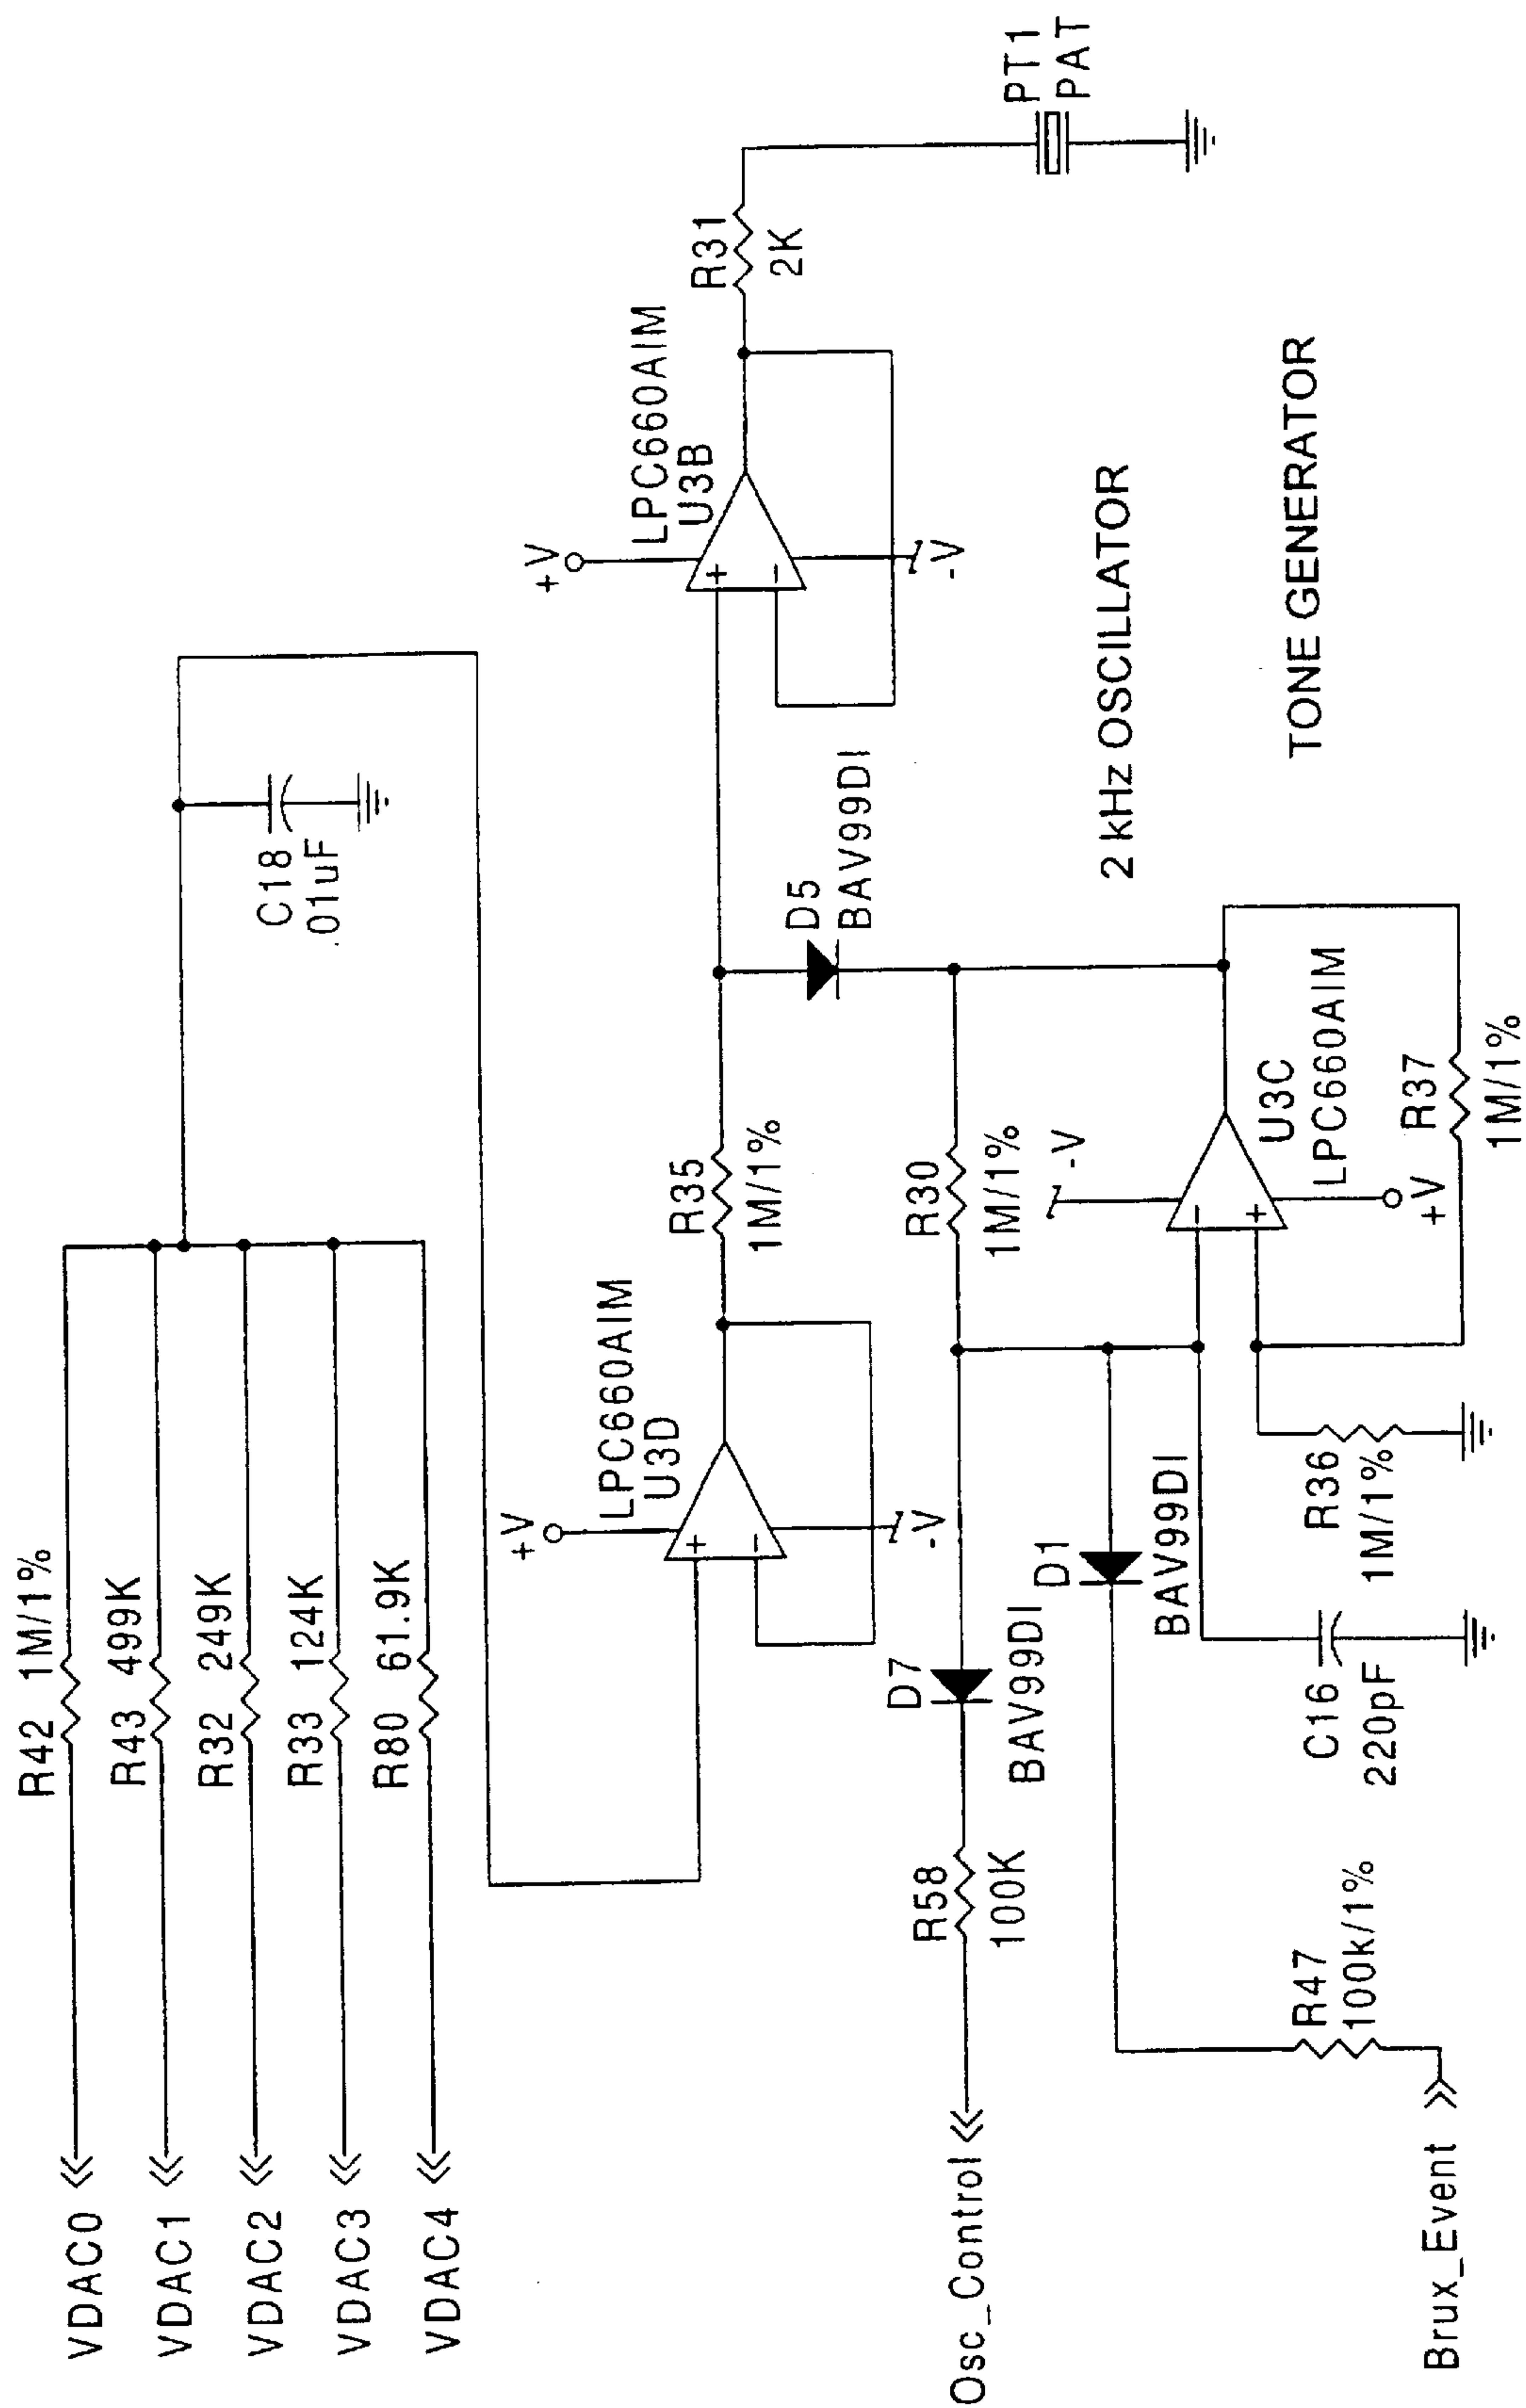 VDAC0
R42 1M/1%
VDAC1
R43 499K
VDAC2
R32 249K
VDAC3
R33 124K
VDAC4
R80 61.9K
C18
.01uF
+V
LPC660AIM
U3D
+
−
-V
R35
1M/1%
+V
LPC660AIM
U3B
+
−
-V
R31
2K
PT1
PAT
D5
BAV99DI
Osc_Control
R58
100K
D7
BAV99DI
R30
1M/1%
D1
BAV99DI
-V
−
+
U3C
LPC660AIM
+V
R37
1M/1%
R36
1M/1%
C16
220pF
R47
100k/1%
Brux_Event
2 kHz OSCILLATOR
TONE GENERATOR